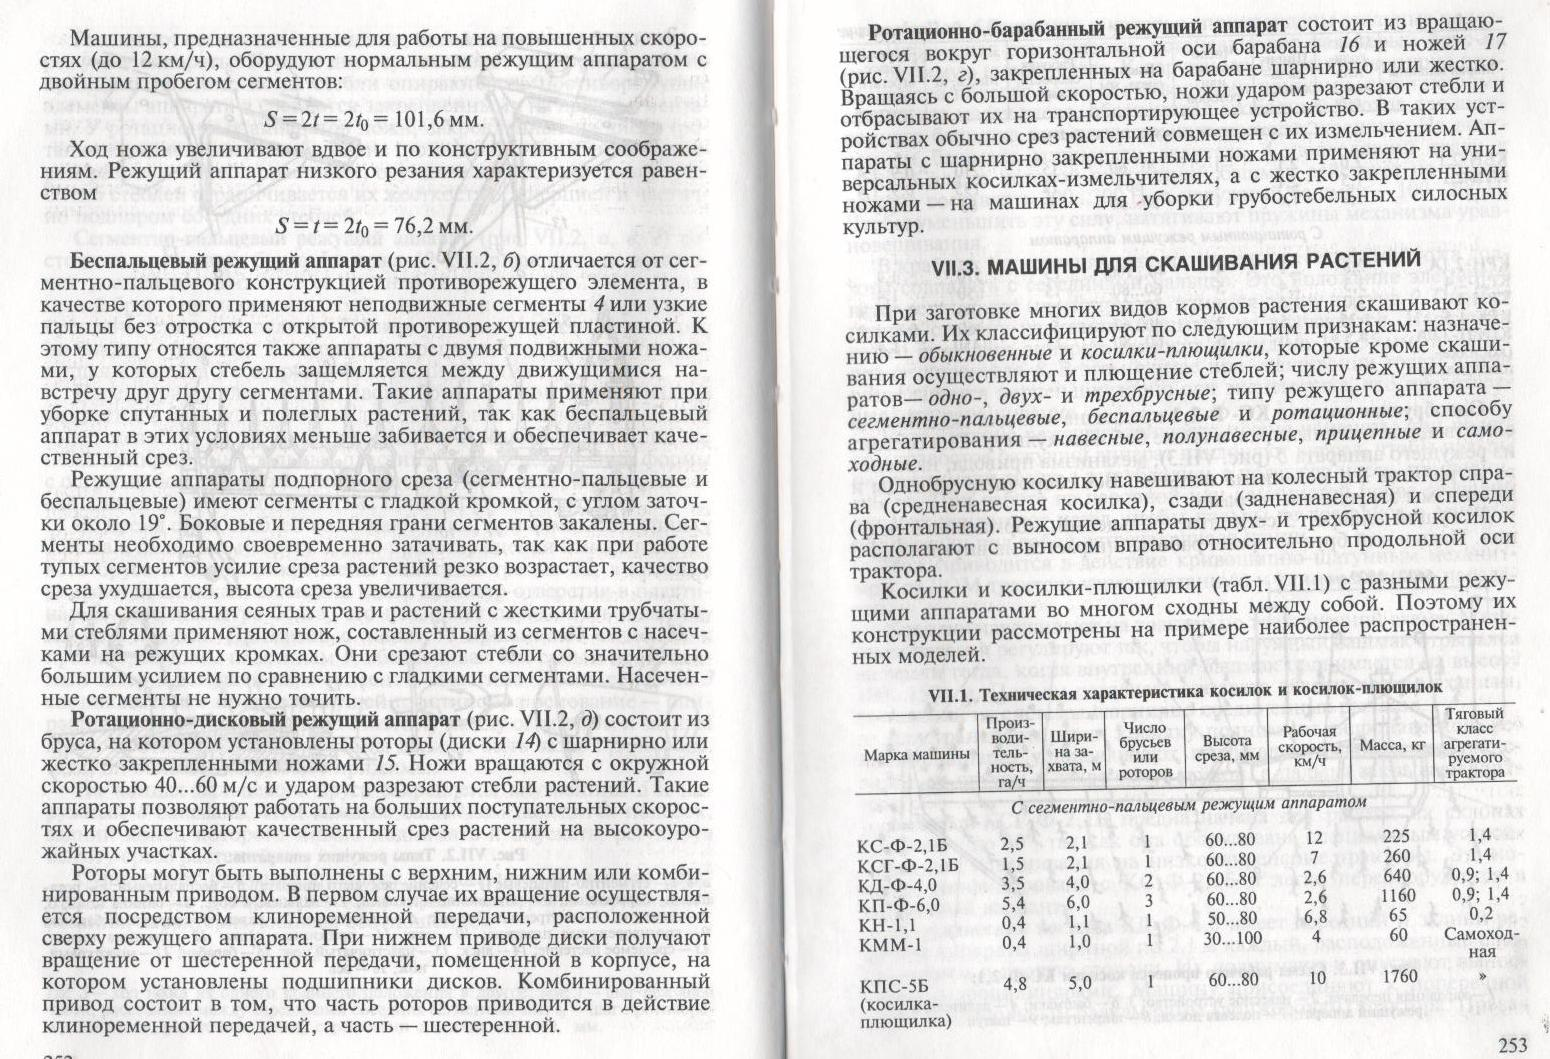 Машины, предназначенные для работы на повышенных скоро-
стях (до 12 км/ч), оборудуют нормальным режущим аппаратом с
двойным пробегом сегментов:
S = 2t = 2t₀ = 101,6 мм.
Ход ножа увеличивают вдвое и по конструктивным соображе-
ниям. Режущий аппарат низкого резания характеризуется равен-
ством
S = t = 2t₀ = 76,2 мм.
Беспальцевый режущий аппарат (рис. VII.2, б) отличается от сег-
ментно-пальцевого конструкцией противорежущего элемента, в
качестве которого применяют неподвижные сегменты 4 или узкие
пальцы без отростка с открытой противорежущей пластиной. К
этому типу относятся также аппараты с двумя подвижными ножа-
ми, у которых стебель защемляется между движущимися на-
встречу друг другу сегментами. Такие аппараты применяют при
уборке спутанных и полеглых растений, так как беспальцевый
аппарат в этих условиях меньше забивается и обеспечивает каче-
ственный срез.
Режущие аппараты подпорного среза (сегментно-пальцевые и
беспальцевые) имеют сегменты с гладкой кромкой, с углом заточ-
ки около 19°. Боковые и передняя грани сегментов закалены. Сег-
менты необходимо своевременно затачивать, так как при работе
тупых сегментов усилие среза растений резко возрастает, качество
среза ухудшается, высота среза увеличивается.
Для скашивания сеяных трав и растений с жесткими трубчаты-
ми стеблями применяют нож, составленный из сегментов с насеч-
ками на режущих кромках. Они срезают стебли со значительно
большим усилием по сравнению с гладкими сегментами. Насечен-
ные сегменты не нужно точить.
Ротационно-дисковый режущий аппарат (рис. VII.2, д) состоит из
бруса, на котором установлены роторы (диски 14) с шарнирно или
жестко закрепленными ножами 15. Ножи вращаются с окружной
скоростью 40...60 м/с и ударом разрезают стебли растений. Такие
аппараты позволяют работать на больших поступательных скорос-
тях и обеспечивают качественный срез растений на высокоуро-
жайных участках.
Роторы могут быть выполнены с верхним, нижним или комби-
нированным приводом. В первом случае их вращение осуществля-
ется посредством клиноременной передачи, расположенной
сверху режущего аппарата. При нижнем приводе диски получают
вращение от шестеренной передачи, помещенной в корпусе, на
котором установлены подшипники дисков. Комбинированный
привод состоит в том, что часть роторов приводится в действие
клиноременной передачей, а часть — шестеренной.
Ротационно-барабанный режущий аппарат состоит из вращаю-
щегося вокруг горизонтальной оси барабана 16 и ножей 17
(рис. VII.2, г), закрепленных на барабане шарнирно или жестко.
Вращаясь с большой скоростью, ножи ударом разрезают стебли и
отбрасывают их на транспортирующее устройство. В таких уст-
ройствах обычно срез растений совмещен с их измельчением. Ап-
параты с шарнирно закрепленными ножами применяют на уни-
версальных косилках-измельчителях, а с жестко закрепленными
ножами — на машинах для уборки грубостебельных силосных
культур.
VII.3. МАШИНЫ ДЛЯ СКАШИВАНИЯ РАСТЕНИЙ
При заготовке многих видов кормов растения скашивают ко-
силками. Их классифицируют по следующим признакам: назначе-
нию — обыкновенные и косилки-плющилки, которые кроме скаши-
вания осуществляют и плющение стеблей; числу режущих аппа-
ратов— одно-, двух- и трехбрусные; типу режущего аппарата —
сегментно-пальцевые, беспальцевые и ротационные; способу
агрегатирования — навесные, полунавесные, прицепные и само-
ходные.
Однобрусную косилку навешивают на колесный трактор спра-
ва (средненавесная косилка), сзади (задненавесная) и спереди
(фронтальная). Режущие аппараты двух- и трехбрусной косилок
располагают с выносом вправо относительно продольной оси
трактора.
Косилки и косилки-плющилки (табл. VII.1) с разными режу-
щими аппаратами во многом сходны между собой. Поэтому их
конструкции рассмотрены на примере наиболее распространен-
ных моделей.
VII.1. Техническая характеристика косилок и косилок-плющилок
Марка машины
Произ-
води-
тель-
ность,
га/ч
Шири-
на за-
хвата, м
Число
брусьев
или
роторов
Высота
среза, мм
Рабочая
скорость,
км/ч
Масса, кг
Тяговый
класс
агрегати-
руемого
трактора
С сегментно-пальцевым режущим аппаратом
КС-Ф-2,1Б 2,5 2,1 1 60...80 12 225 1,4
КСГ-Ф-2,1Б 1,5 2,1 1 60...80 7 260 1,4
КД-Ф-4,0 3,5 4,0 2 60...80 2,6 640 0,9; 1,4
КП-Ф-6,0 5,4 6,0 3 60...80 2,6 1160 0,9; 1,4
КН-1,1 0,4 1,1 1 50...80 6,8 65 0,2
КММ-1 0,4 1,0 1 30...100 4 60 Самоход-
ная
КПС-5Б 4,8 5,0 1 60...80 10 1760 »
(косилка-
плющилка)
253